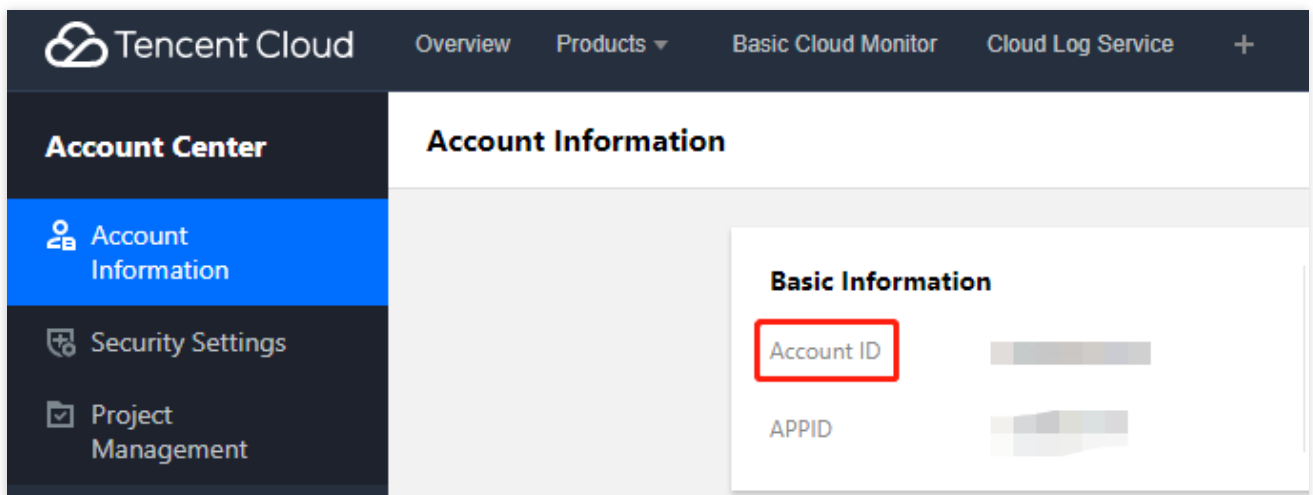 Tencent Cloud Overview Products Basic Cloud Monitor Cloud Log Service +
Account Center
Account Information
Account
Information
Security Settings
Project
Management
Basic Information
Account ID
APPID